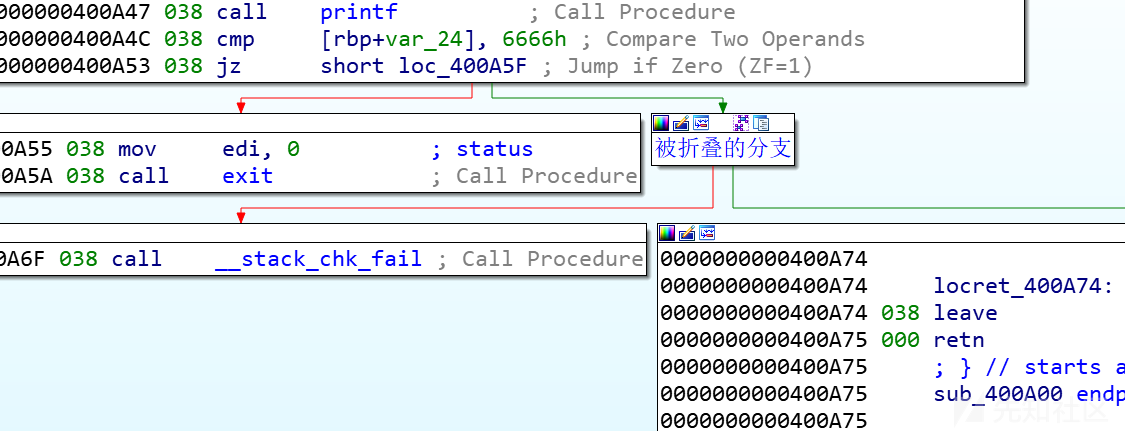 000000400A47 038 call    printf          ; Call Procedure
000000400A4C 038 cmp     [rbp+var_24], 6666h ; Compare Two Operands
000000400A53 038 jz      short loc_400A5F ; Jump if Zero (ZF=1)
被折叠的分支
0A55 038 mov     edi, 0          ; status
0A5A 038 call    exit            ; Call Procedure
0A6F 038 call    __stack_chk_fail ; Call Procedure
0000000000400A74
0000000000400A74      locret_400A74:
0000000000400A74 038 leave
0000000000400A75 000 retn
0000000000400A75      ; } // starts a
0000000000400A75      sub_400A00 endp
0000000000400A75
先知社区